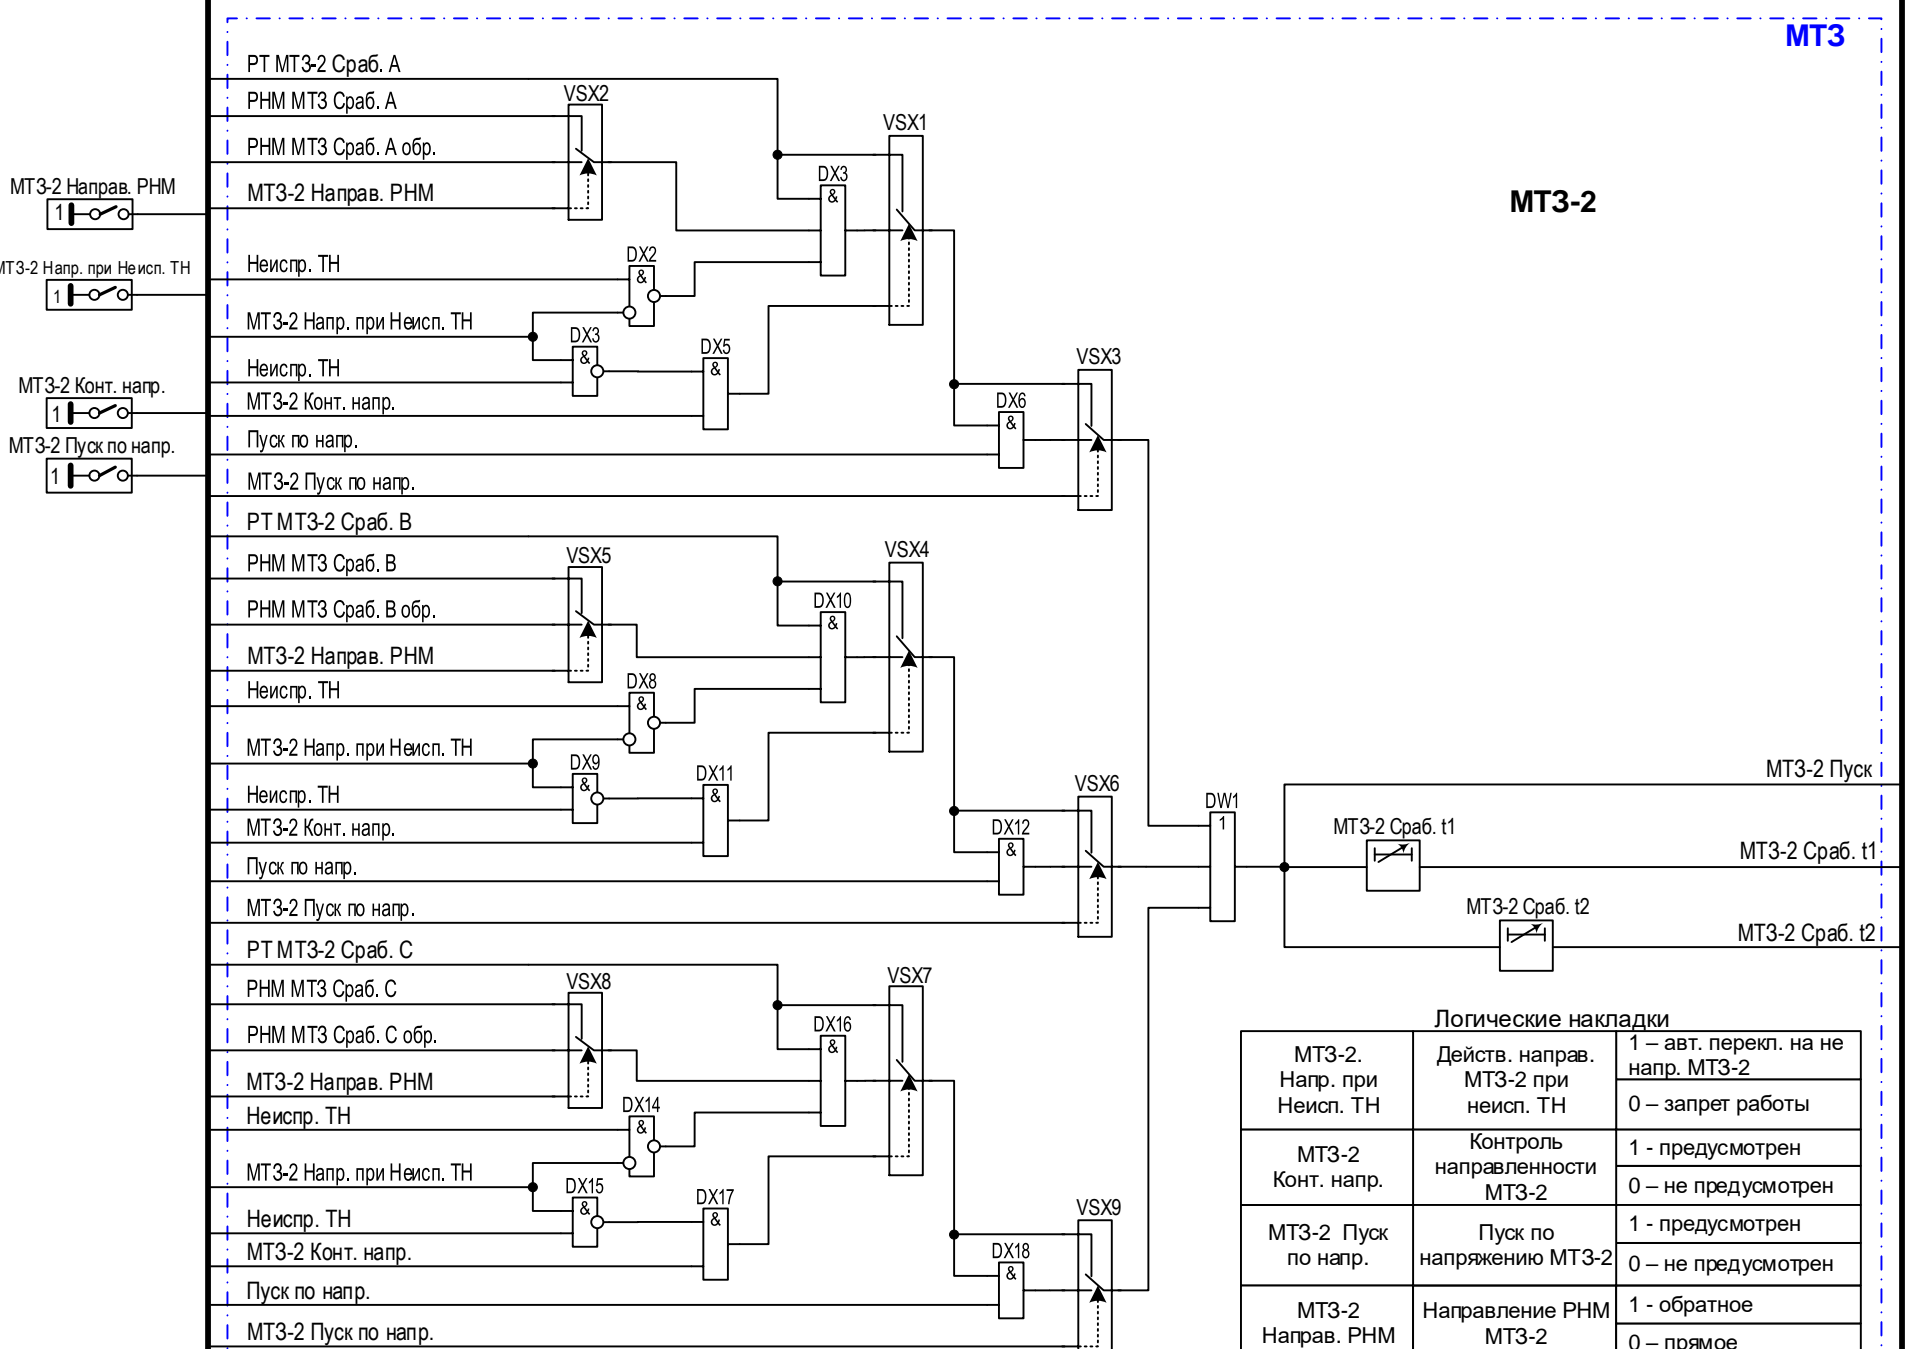 МТЗ
МТЗ-2
МТЗ-2 Направ. РНМ
1
МТЗ-2 Напр. при Неисп. ТН
1
МТЗ-2 Конт. напр.
1
МТЗ-2 Пуск по напр.
1
РТ МТЗ-2 Сраб. А
РНМ МТЗ Сраб. А
VSX2
VSX1
РНМ МТЗ Сраб. А обр.
DX3
&
МТЗ-2 Направ. РНМ
Неиспр. ТН
DX2
&
МТЗ-2 Напр. при Неисп. ТН
DX3
&
DX5
&
VSX3
Неиспр. ТН
МТЗ-2 Конт. напр.
DX6
&
Пуск по напр.
МТЗ-2 Пуск по напр.
РТ МТЗ-2 Сраб. В
РНМ МТЗ Сраб. В
VSX5
VSX4
РНМ МТЗ Сраб. В обр.
DX10
&
МТЗ-2 Направ. РНМ
Неиспр. ТН
DX8
&
МТЗ-2 Напр. при Неисп. ТН
DX9
&
DX11
&
VSX6
Неиспр. ТН
МТЗ-2 Конт. напр.
DX12
&
DW1
1
Пуск по напр.
МТЗ-2 Пуск по напр.
МТЗ-2 Пуск
МТЗ-2 Сраб. t1
МТЗ-2 Сраб. t1
МТЗ-2 Сраб. t2
МТЗ-2 Сраб. t2
РТ МТЗ-2 Сраб. С
РНМ МТЗ Сраб. С
VSX8
VSX7
РНМ МТЗ Сраб. С обр.
DX16
&
МТЗ-2 Направ. РНМ
Неиспр. ТН
DX14
&
МТЗ-2 Напр. при Неисп. ТН
DX15
&
DX17
&
VSX9
Неиспр. ТН
МТЗ-2 Конт. напр.
DX18
&
Пуск по напр.
МТЗ-2 Пуск по напр.
Логические накладки
МТЗ-2.
Напр. при
Неисп. ТН
Действ. направ.
МТЗ-2 при
неисп. ТН
1 – авт. перекл. на не
напр. МТЗ-2
0 – запрет работы
МТЗ-2
Конт. напр.
Контроль
направленности
МТЗ-2
1 - предусмотрен
0 – не предусмотрен
МТЗ-2 Пуск
по напр.
Пуск по
напряжению МТЗ-2
1 - предусмотрен
0 – не предусмотрен
МТЗ-2
Направ. РНМ
Направление РНМ
МТЗ-2
1 - обратное
0 – прямое